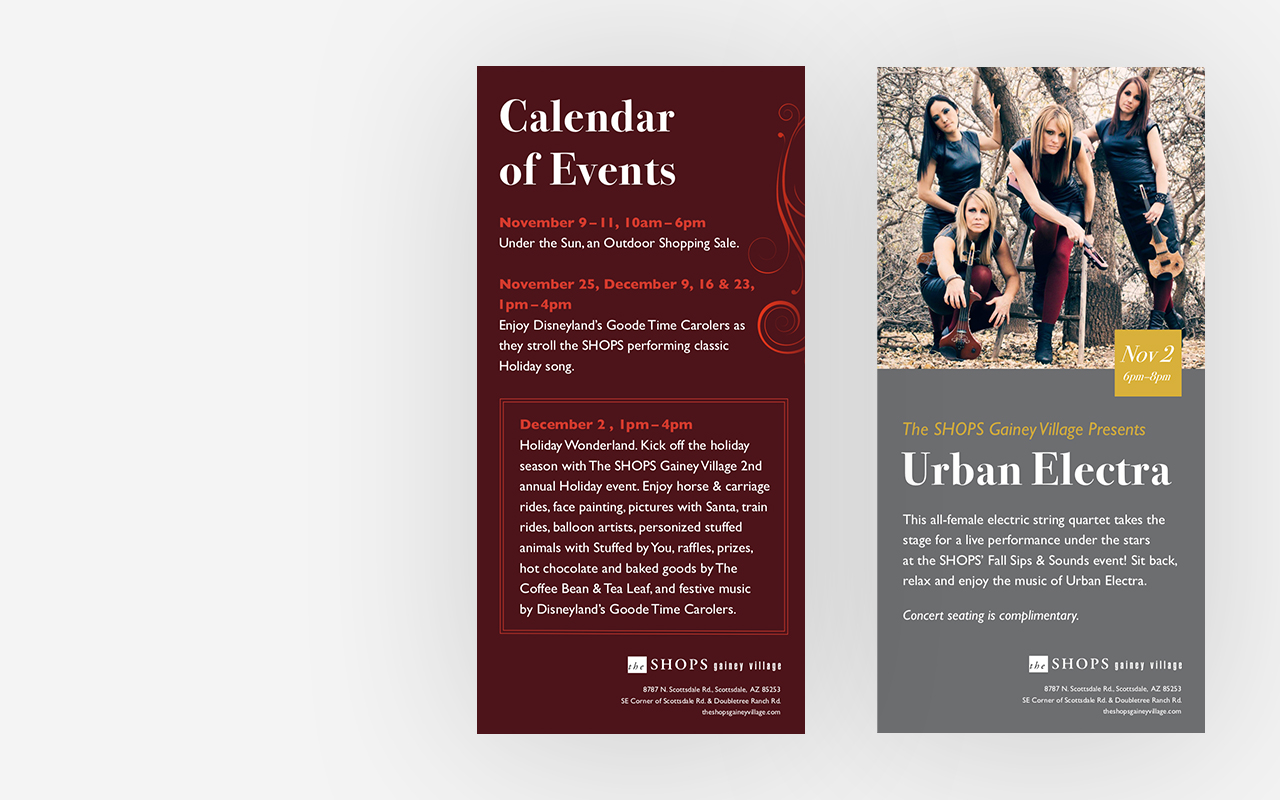 Calendar
of Events
November 9–11, 10am–6pm
Under the Sun, an Outdoor Shopping Sale.
November 25, December 9, 16 & 23,
1pm–4pm
Enjoy Disneyland's Goode Time Carolers as
they stroll the SHOPS performing classic
Holiday song.
December 2 , 1pm–4pm
Holiday Wonderland. Kick off the holiday
season with The SHOPS Gainey Village 2nd
annual Holiday event. Enjoy horse & carriage
rides, face painting, pictures with Santa, train
rides, balloon artists, personized stuffed
animals with Stuffed by You, raffles, prizes,
hot chocolate and baked goods by The
Coffee Bean & Tea Leaf, and festive music
by Disneyland's Goode Time Carolers.
the SHOPS gainey village
8787 N. Scottsdale Rd., Scottsdale, AZ 85253
SE Corner of Scottsdale Rd. & Doubletree Ranch Rd.
theshopsgaineyvillage.com
Nov 2
6pm–8pm
The SHOPS Gainey Village Presents
Urban Electra
This all-female electric string quartet takes the
stage for a live performance under the stars
at the SHOPS' Fall Sips & Sounds event! Sit back,
relax and enjoy the music of Urban Electra.
Concert seating is complimentary.
the SHOPS gainey village
8787 N. Scottsdale Rd., Scottsdale, AZ 85253
SE Corner of Scottsdale Rd. & Doubletree Ranch Rd.
theshopsgaineyvillage.com